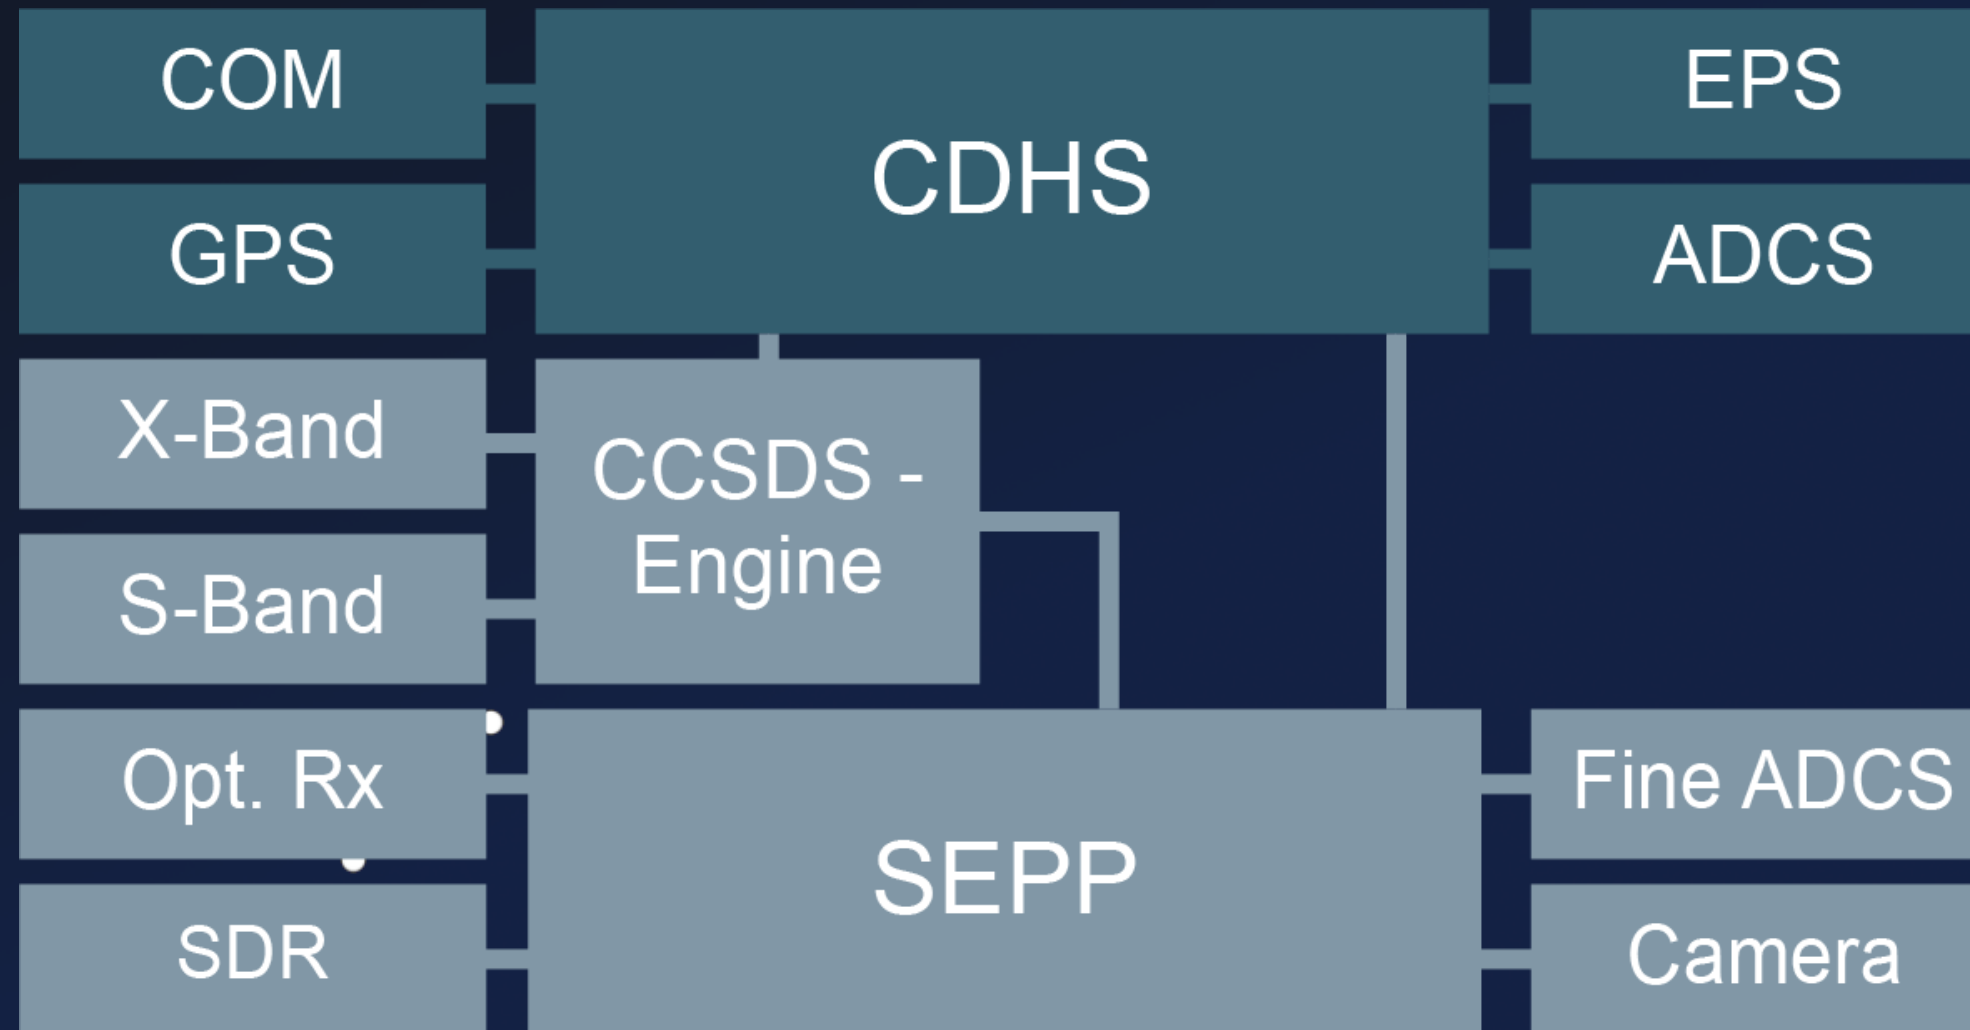 COM
CDHS
EPS
GPS
ADCS
X-Band
CCSDS -
Engine
S-Band
Opt. Rx
SEPP
Fine ADCS
SDR
Camera